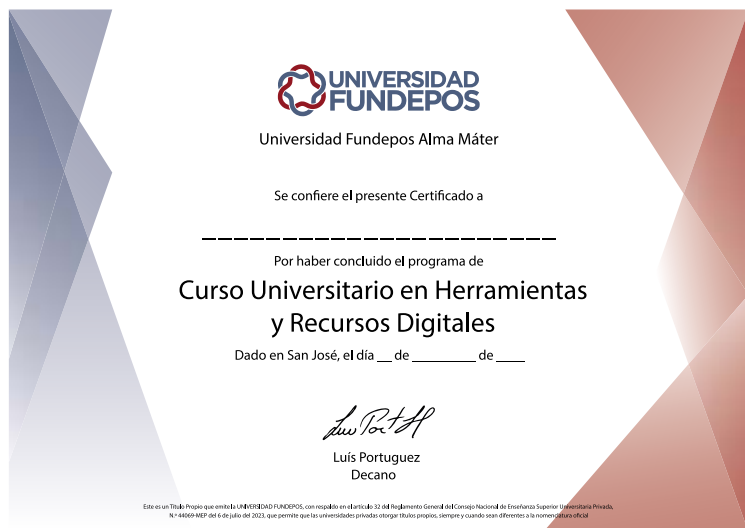 UNIVERSIDAD
FUNDEPOS
Universidad Fundepos Alma Máter
Se confiere el presente Certificado a
Por haber concluido el programa de
Curso Universitario en Herramientas
y Recursos Digitales
Dado en San José, el día __ de ________ de ____
Luís Portuguez
Decano
Este es un Título Propio que emite la UNIVERSIDAD FUNDEPOS, con respaldo en el artículo 32 del Reglamento General del Consejo Nacional de Enseñanza Superior Universitaria Privada,
N.º 44069-MEP del 6 de julio del 2023, que permite que las universidades privadas otorgar títulos propios, siempre y cuando sean diferentes a la nomenclatura oficial